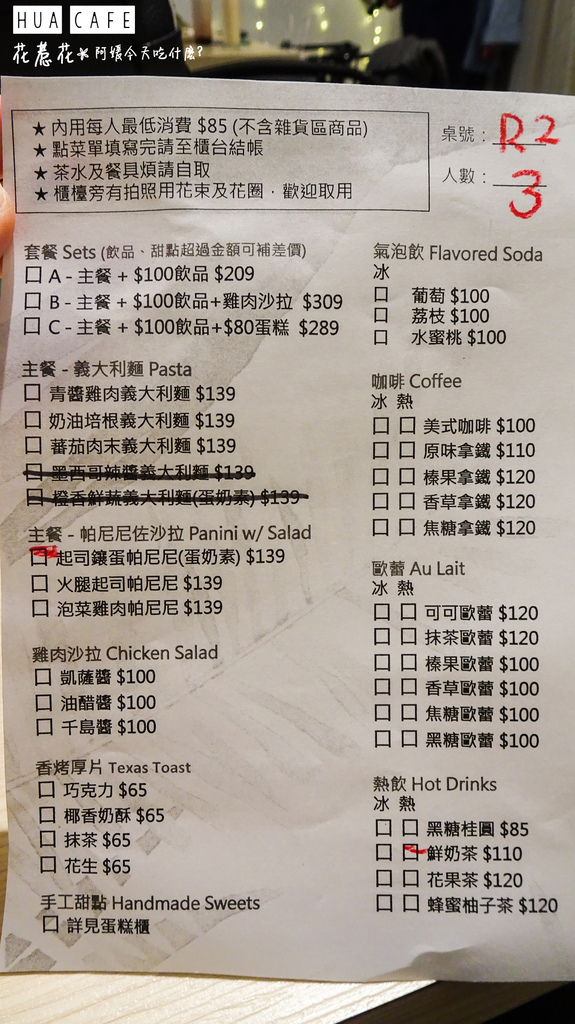 HUA CAFE
花惹花*阿嬛今天吃什麼?
★ 內用每人最低消費 $85 (不含雜貨區商品)
★ 點菜單填寫完請至櫃台結帳
★ 茶水及餐具煩請自取
★ 櫃檯旁有拍照用花束及花圈，歡迎取用
桌號：R2
人數：3
套餐 Sets (飲品、甜點超過金額可補差價)
☐ A - 主餐 + $100飲品 $209
☐ B - 主餐 + $100飲品+雞肉沙拉 $309
☐ C - 主餐 + $100飲品+$80蛋糕 $289
主餐 - 義大利麵 Pasta
☐ 青醬雞肉義大利麵 $139
☐ 奶油培根義大利麵 $139
☐ 蕃茄肉末義大利麵 $139
☐ 墨西哥辣醬義大利麵 $139
☐ 橙香鮮蔬義大利麵(蛋奶素) $139
主餐 - 帕尼尼佐沙拉 Panini w/ Salad
☐ 起司鑲蛋帕尼尼(蛋奶素) $139
☐ 火腿起司帕尼尼 $139
☐ 泡菜雞肉帕尼尼 $139
雞肉沙拉 Chicken Salad
☐ 凱薩醬 $100
☐ 油醋醬 $100
☐ 千島醬 $100
香烤厚片 Texas Toast
☐ 巧克力 $65
☐ 椰香奶酥 $65
☐ 抹茶 $65
☐ 花生 $65
手工甜點 Handmade Sweets
☐ 詳見蛋糕櫃
氣泡飲 Flavored Soda
冰
☐ 葡萄 $100
☐ 荔枝 $100
☐ 水蜜桃 $100
咖啡 Coffee
冰 熱
☐ ☐ 美式咖啡 $100
☐ ☐ 原味拿鐵 $110
☐ ☐ 榛果拿鐵 $120
☐ ☐ 香草拿鐵 $120
☐ ☐ 焦糖拿鐵 $120
歐蕾 Au Lait
冰 熱
☐ ☐ 可可歐蕾 $120
☐ ☐ 抹茶歐蕾 $120
☐ ☐ 榛果歐蕾 $100
☐ ☐ 香草歐蕾 $100
☐ ☐ 焦糖歐蕾 $100
☐ ☐ 黑糖歐蕾 $100
熱飲 Hot Drinks
冰 熱
☐ ☐ 黑糖桂圓 $85
☐ ☐ 鮮奶茶 $110
☐ ☐ 花果茶 $120
☐ ☐ 蜂蜜柚子茶 $120